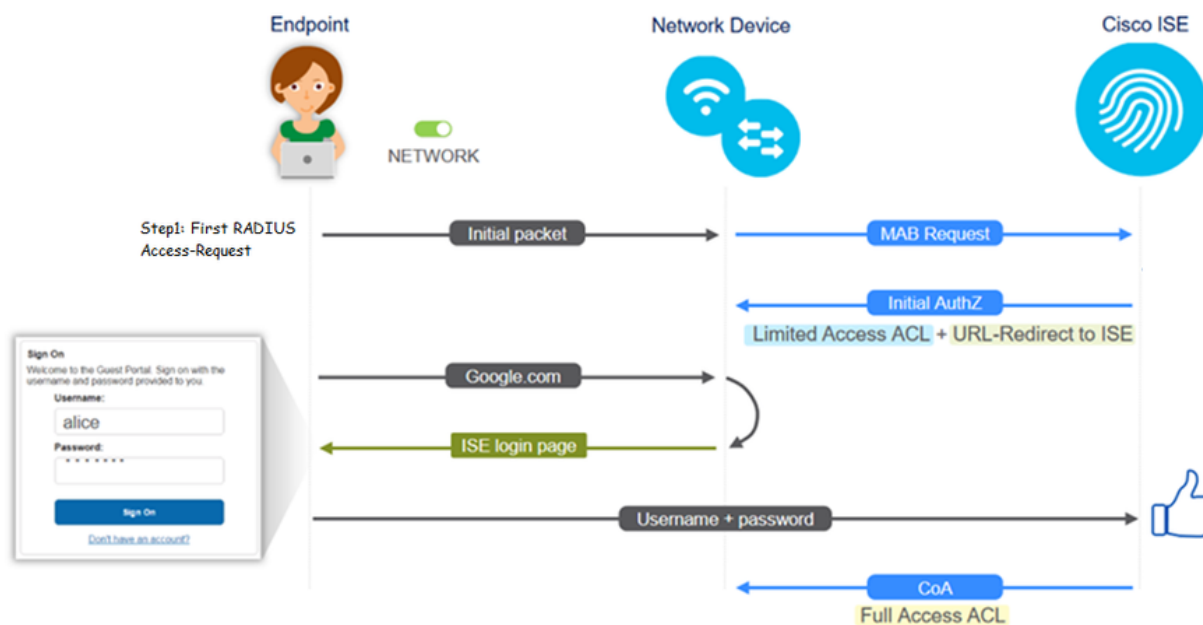 Endpoint
Network Device
Cisco ISE
NETWORK
Step1: First RADIUS
Access-Request
Initial packet
MAB Request
Initial AuthZ
Limited Access ACL + URL-Redirect to ISE
Sign On
Welcome to the Guest Portal. Sign on with the
username and password provided to you.
Username:
alice
Password:
Sign On
Don't have an account?
Google.com
ISE login page
Username + password
CoA
Full Access ACL